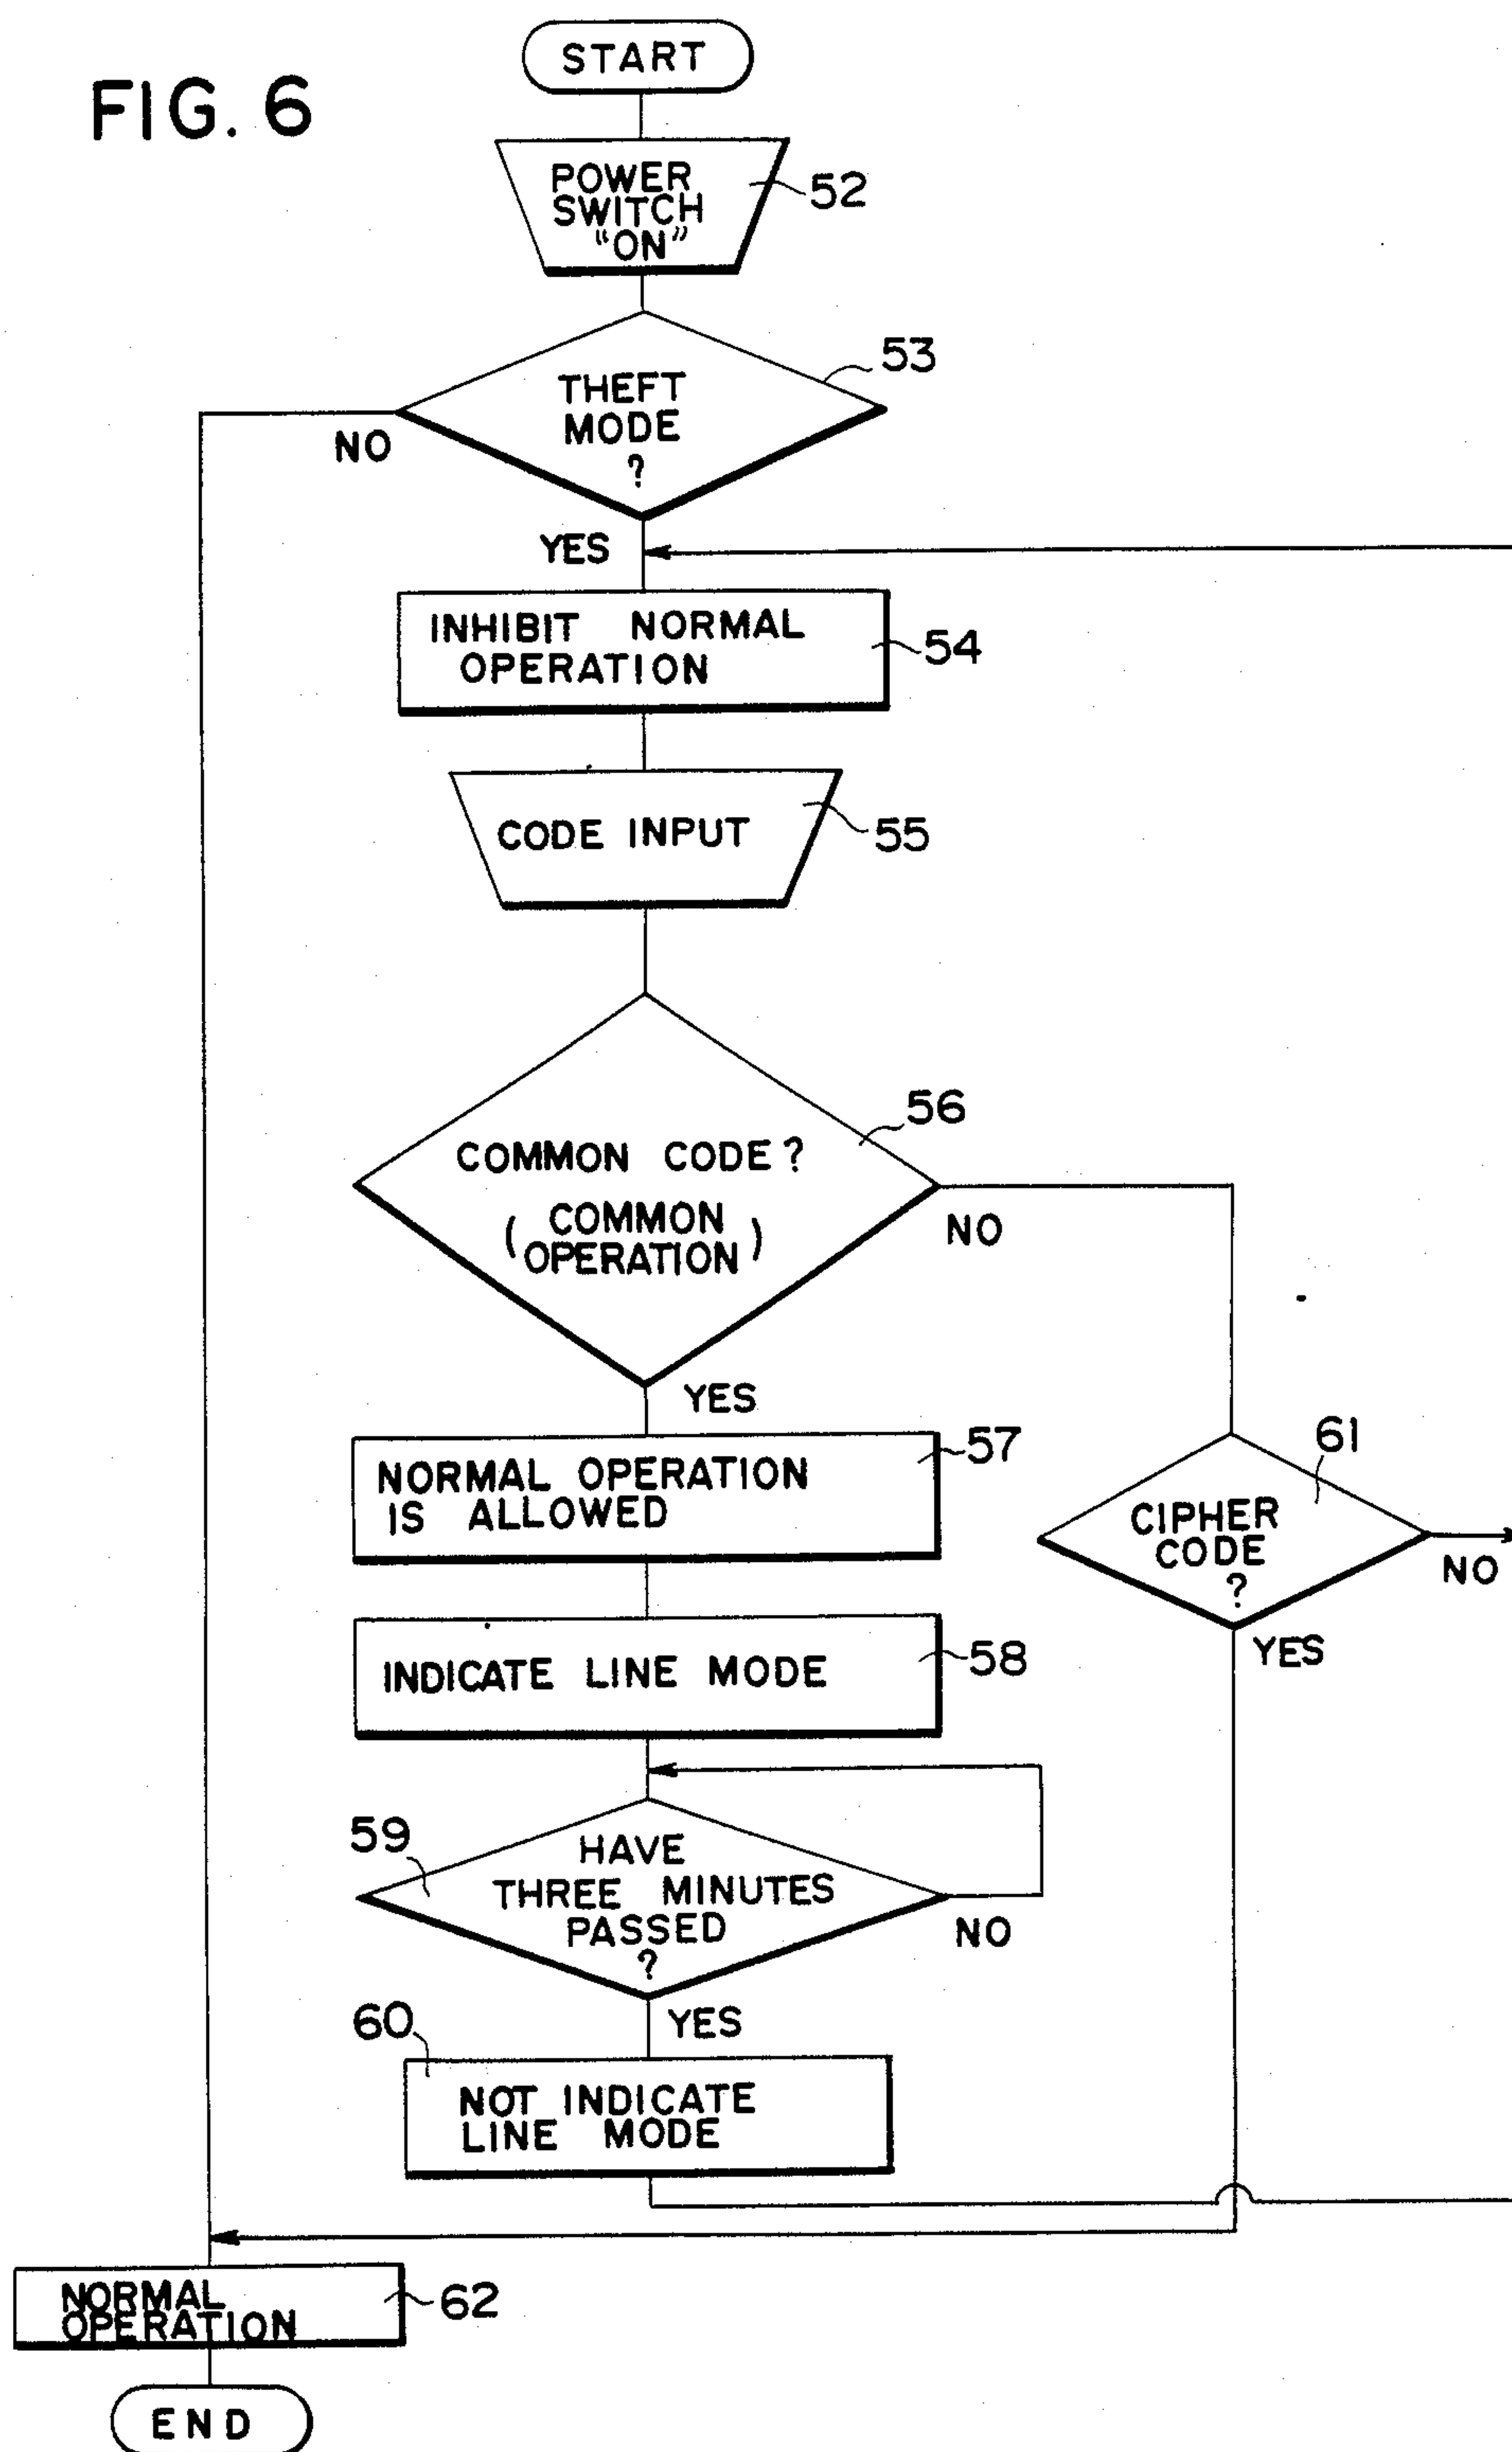 FIG. 6
START
POWER
SWITCH
"ON"
52
THEFT
MODE
?
53
NO
YES
INHIBIT NORMAL
OPERATION
54
CODE INPUT
55
COMMON CODE?
(COMMON
OPERATION)
56
NO
YES
NORMAL OPERATION
IS ALLOWED
57
CIPHER
CODE
?
61
NO
YES
INDICATE LINE MODE
58
HAVE
THREE MINUTES
PASSED
?
59
NO
YES
NOT INDICATE
LINE MODE
60
NORMAL
OPERATION
62
END